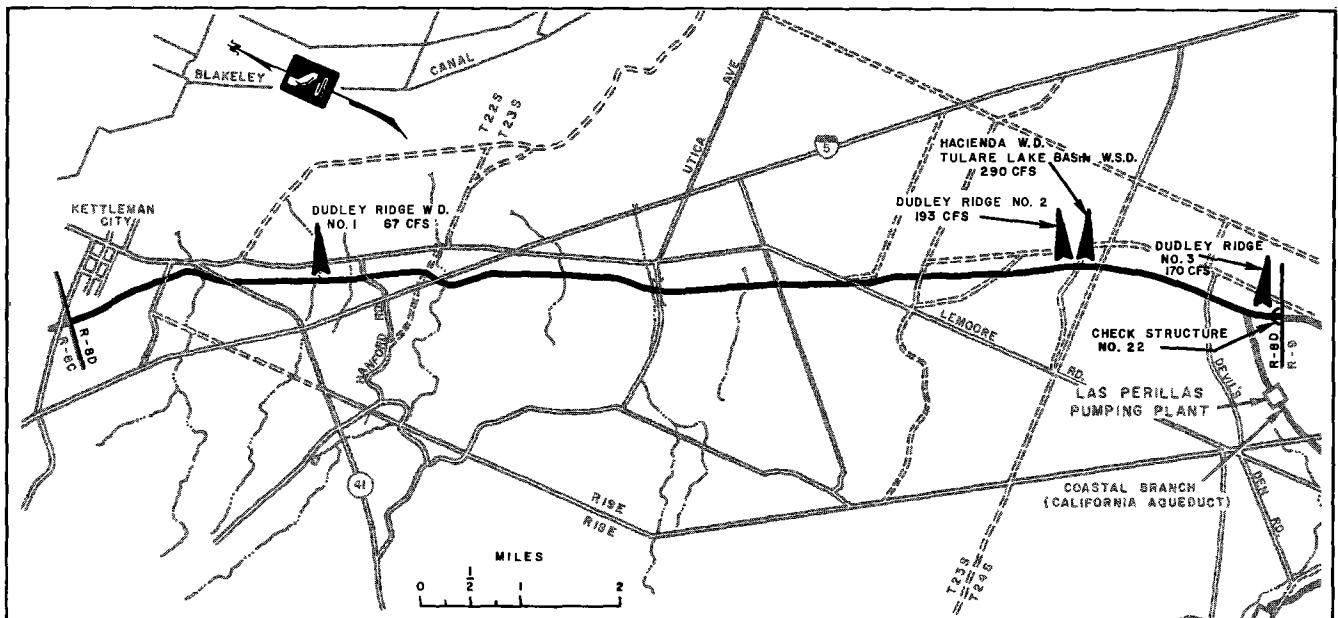 BLAKELEY
CANAL
T22S
T23S
UTICA
AVE
5
HACIENDA W.D.
TULARE LAKE BASIN W.S.D.
290 CFS
KETTLEMAN
CITY
DUDLEY RIDGE W.D.
NO. 1 67 CFS
DUDLEY RIDGE NO. 2
193 CFS
DUDLEY RIDGE
NO. 3
170 CFS
R-8D
R-8C
RD.
LEMOORE
RD.
CHECK STRUCTURE
NO. 22
R-8D
R-9
DEVIL'S
DEN
RD.
LAS PERILLAS
PUMPING PLANT
COASTAL BRANCH
(CALIFORNIA AQUEDUCT)
41
R18E
R19E
MILES
0 1/2 1 2
T23S
T24S